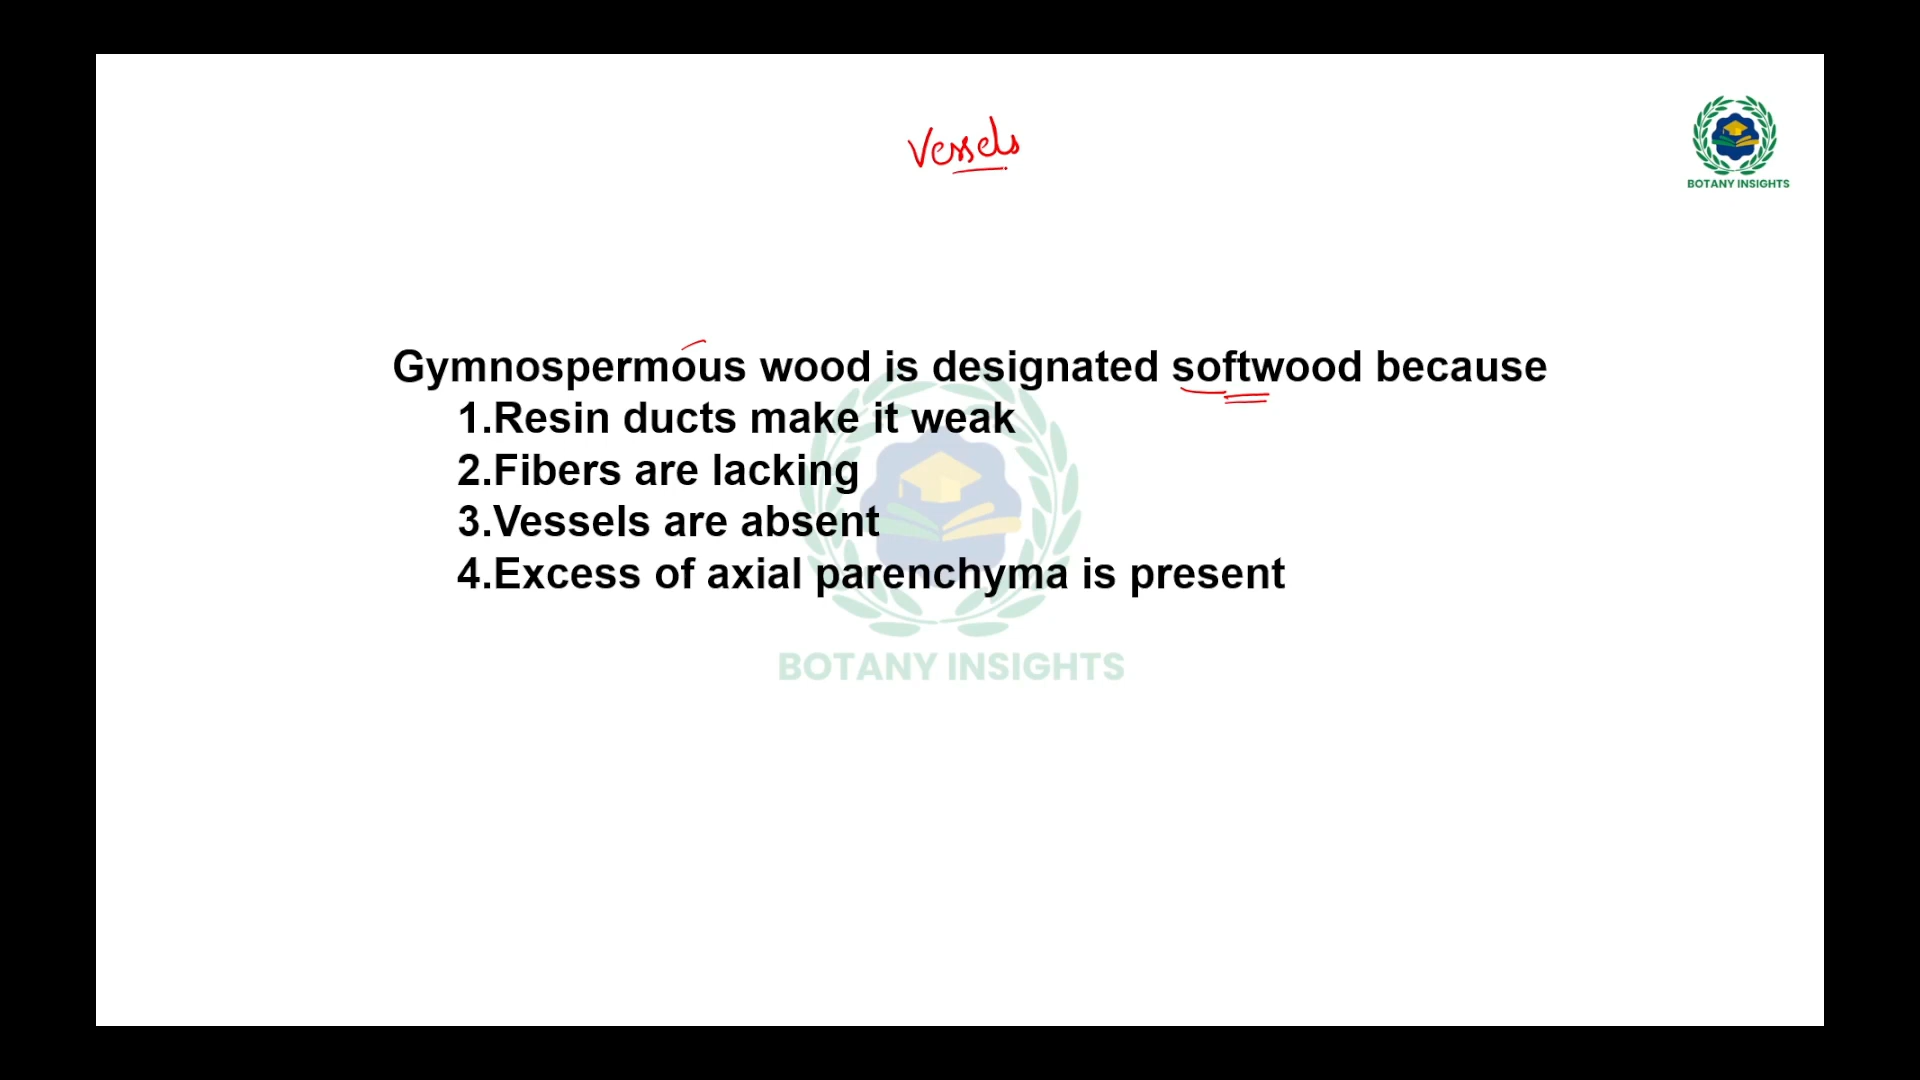 Vessels
BOTANY INSIGHTS
Gymnospermous wood is designated softwood because
1.Resin ducts make it weak
2.Fibers are lacking
3.Vessels are absent
4.Excess of axial parenchyma is present
BOTANY INSIGHTS